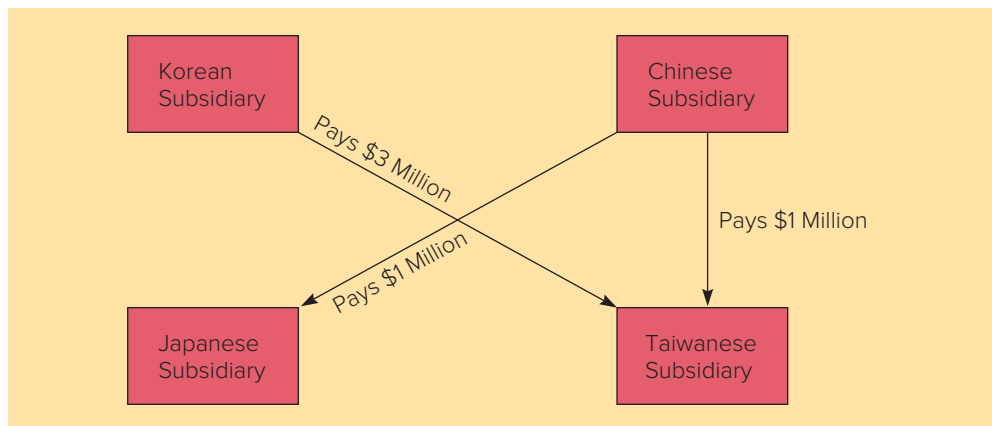 Korean
Subsidiary
Chinese
Subsidiary
Pays $3 Million
Pays $1 Million
Pays $1 Million
Japanese
Subsidiary
Taiwanese
Subsidiary